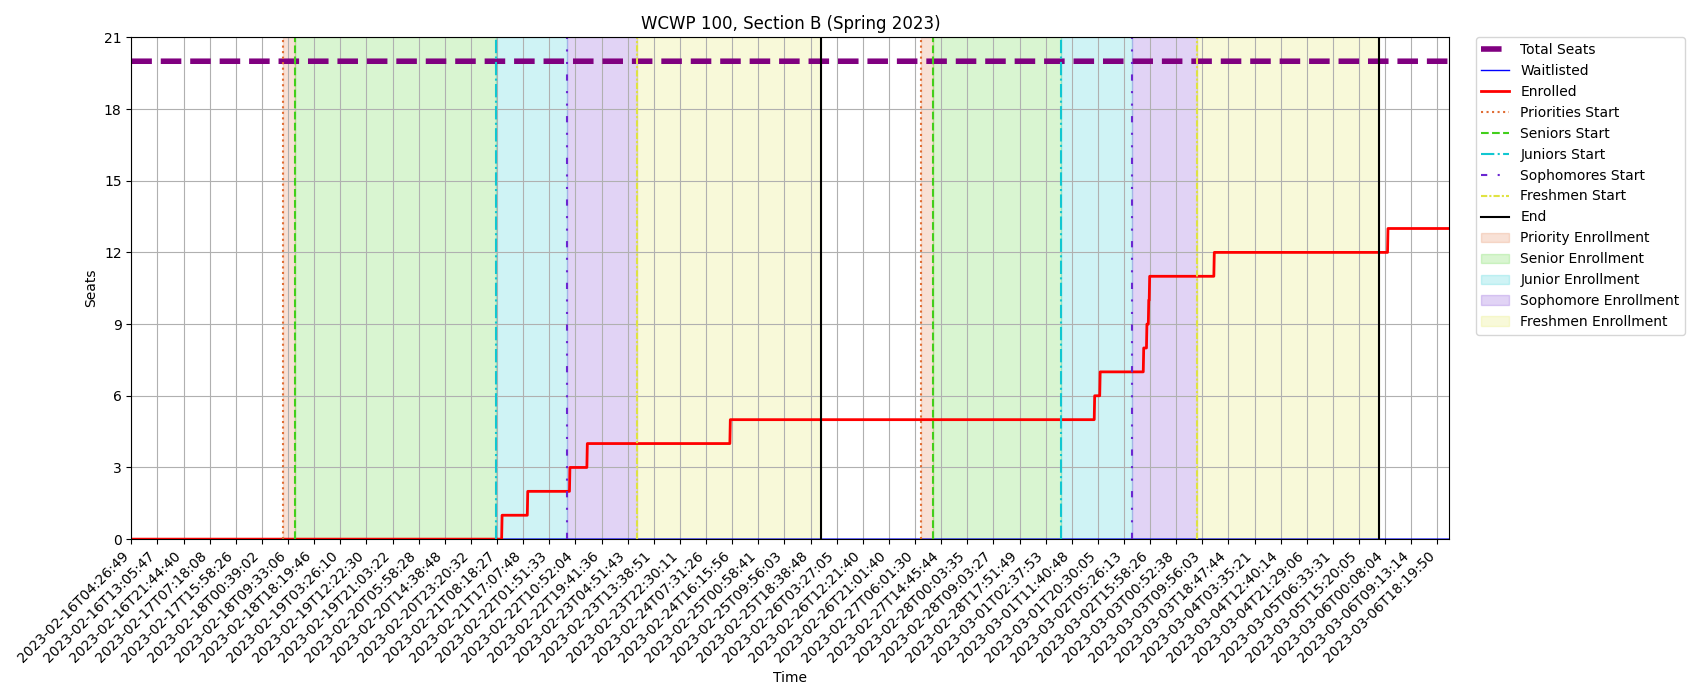 WCWP 100, Section B (Spring 2023)
21
18
15
12
9
6
3
0
Seats
2023-02-16T04:26:49
2023-02-16T13:05:47
2023-02-16T21:44:40
2023-02-17T07:18:08
2023-02-17T15:58:26
2023-02-18T00:39:02
2023-02-18T09:33:06
2023-02-18T18:19:46
2023-02-19T03:26:10
2023-02-19T12:22:30
2023-02-19T21:03:22
2023-02-20T05:58:28
2023-02-20T14:38:48
2023-02-20T23:20:32
2023-02-21T08:18:27
2023-02-21T17:07:48
2023-02-22T01:51:33
2023-02-22T10:52:04
2023-02-22T19:41:36
2023-02-23T04:51:43
2023-02-23T13:38:51
2023-02-23T22:30:11
2023-02-24T07:31:26
2023-02-24T16:15:56
2023-02-25T00:58:41
2023-02-25T09:56:03
2023-02-25T18:38:48
2023-02-26T03:27:05
2023-02-26T12:21:40
2023-02-26T21:01:40
2023-02-27T06:01:30
2023-02-27T14:45:44
2023-02-28T00:03:35
2023-02-28T09:03:27
2023-02-28T17:51:49
2023-03-01T02:37:53
2023-03-01T11:40:48
2023-03-01T20:30:05
2023-03-02T05:26:13
2023-03-02T15:58:26
2023-03-03T00:52:38
2023-03-03T09:56:03
2023-03-03T18:47:44
2023-03-04T03:35:21
2023-03-04T12:40:14
2023-03-04T21:29:06
2023-03-05T06:33:31
2023-03-05T15:20:05
2023-03-06T00:08:04
2023-03-06T09:13:14
2023-03-06T18:19:50
Time
Total Seats
Waitlisted
Enrolled
Priorities Start
Seniors Start
Juniors Start
Sophomores Start
Freshmen Start
End
Priority Enrollment
Senior Enrollment
Junior Enrollment
Sophomore Enrollment
Freshmen Enrollment